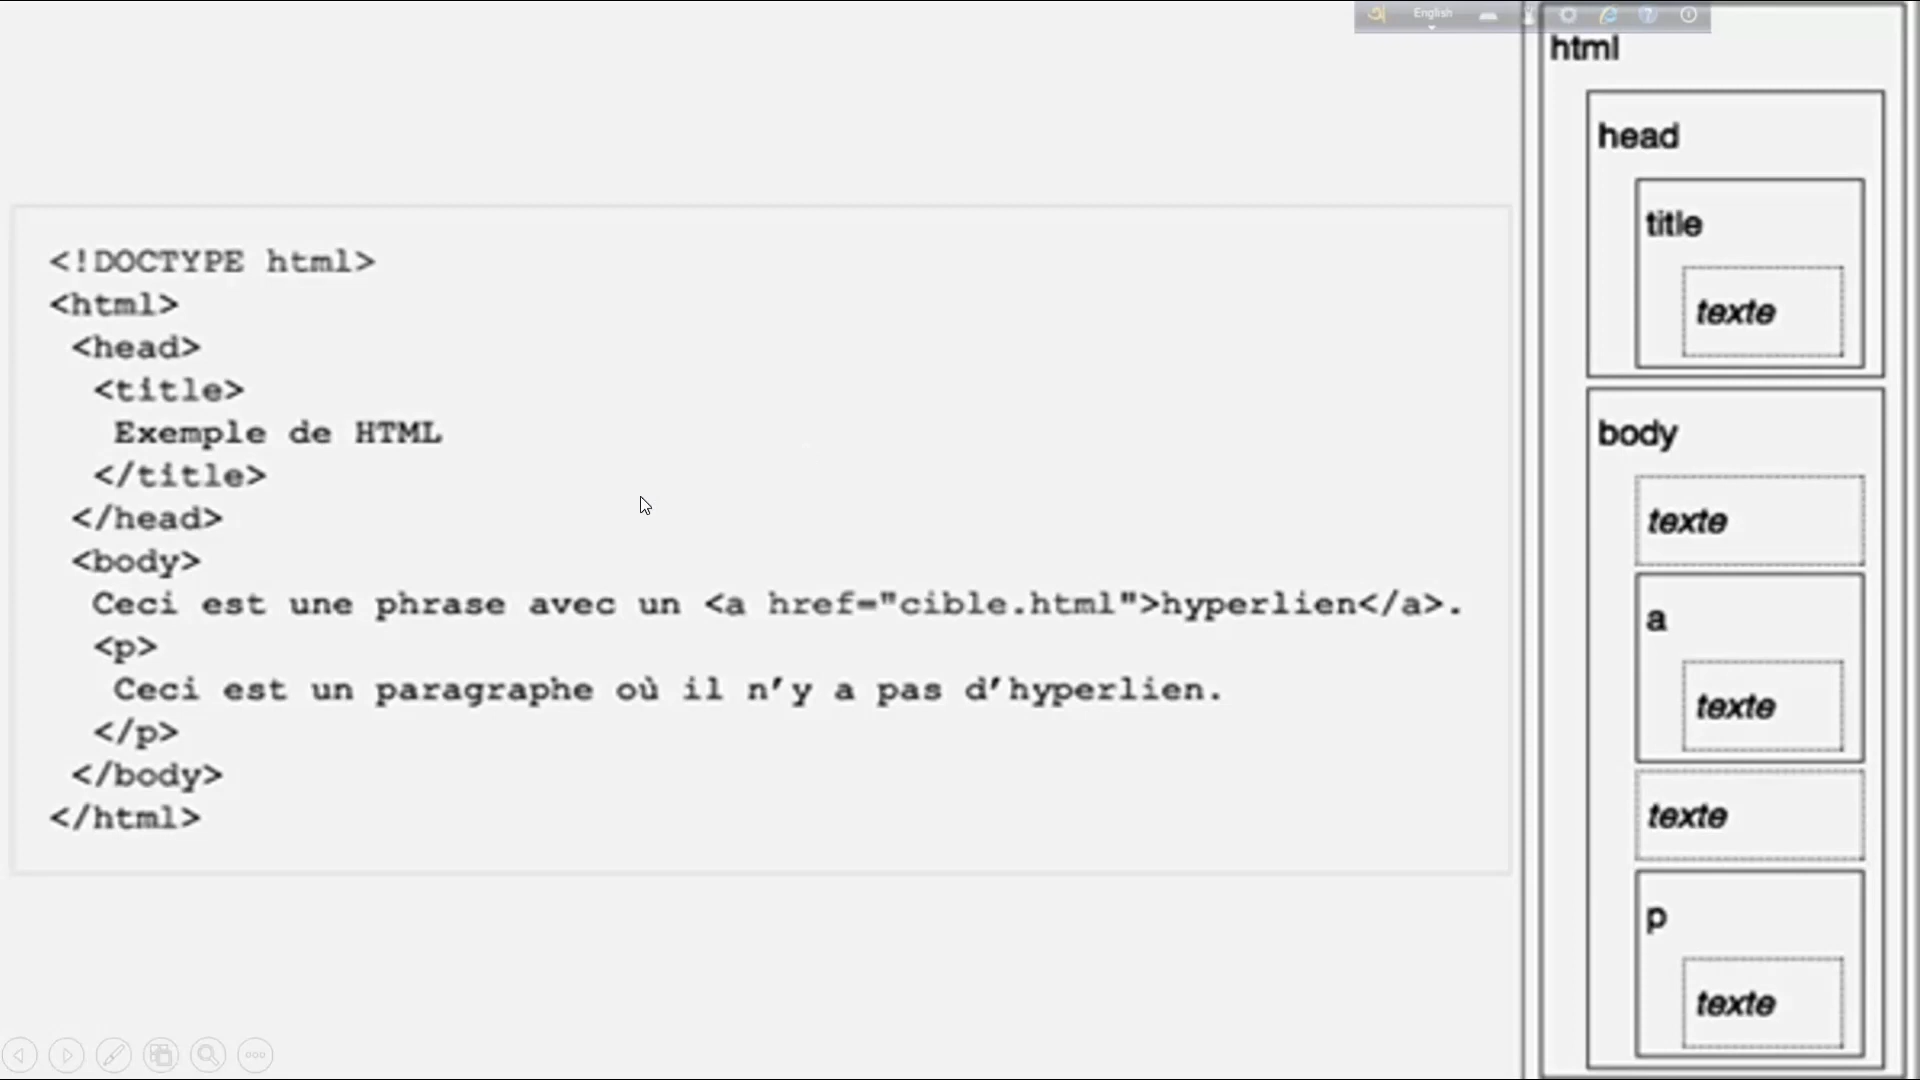 <!DOCTYPE html>
<html>
<head>
<title>
Exemple de HTML
</title>
</head>
<body>
Ceci est une phrase avec un <a href="cible.html">hyperlien</a>.
<p>
Ceci est un paragraphe où il n’y a pas d’hyperlien.
</p>
</body>
</html>
English
html
head
title
texte
body
texte
a
texte
texte
p
texte